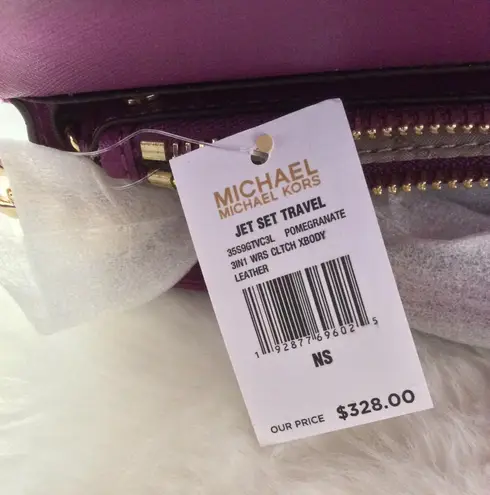 MICHAEL
MICHAEL KORS
JET SET TRAVEL
35S9GTVC3L POMEGRANATE
3IN1 WRS CLTCH XBODY
LEATHER
1 92877 69602 5
NS
OUR PRICE $328.00